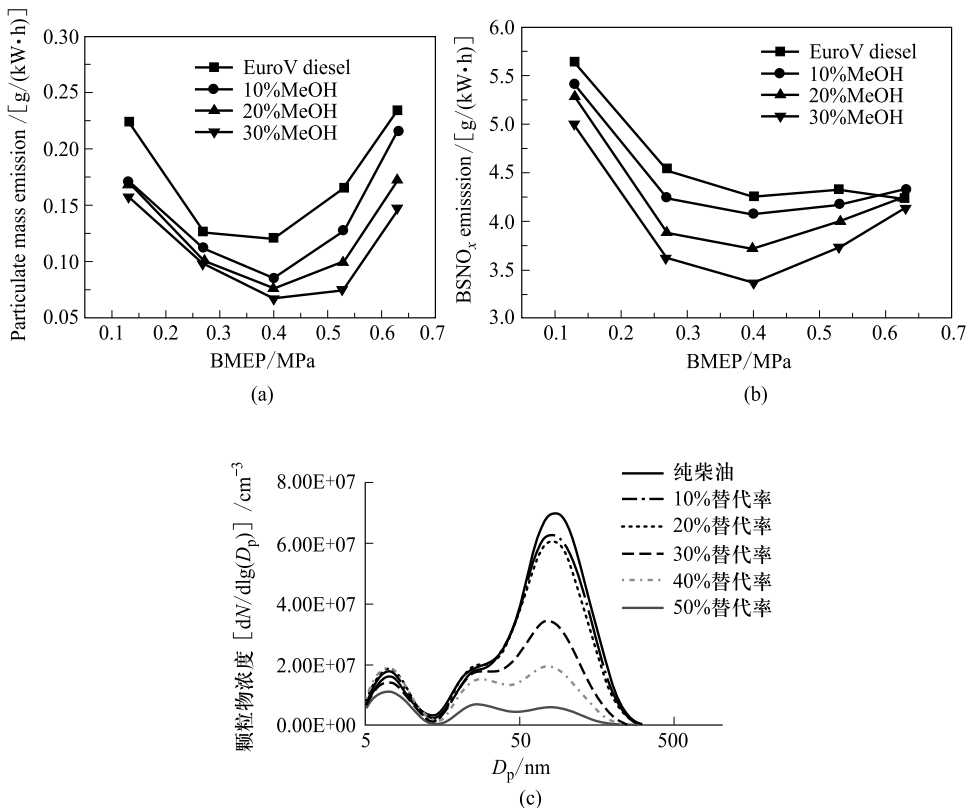 Particulate mass emission /[g/(kW·h)]
0.30
0.25
0.20
0.15
0.10
0.05
EuroV diesel
10%MeOH
20%MeOH
30%MeOH
0.1 0.2 0.3 0.4 0.5 0.6 0.7
BMEP/MPa
(a)
BSNOx emisssion /[g/(kW·h)]
6.0
5.5
5.0
4.5
4.0
3.5
3.0
EuroV diesel
10%MeOH
20%MeOH
30%MeOH
0.1 0.2 0.3 0.4 0.5 0.6 0.7
BMEP/MPa
(b)
颗粒物浓度[dN/dlg(Dp)]/cm⁻³
8.00E+07
6.00E+07
4.00E+07
2.00E+07
0.00E+00
纯柴油
10%替代率
20%替代率
30%替代率
40%替代率
50%替代率
5 50 500
Dp/nm
(c)